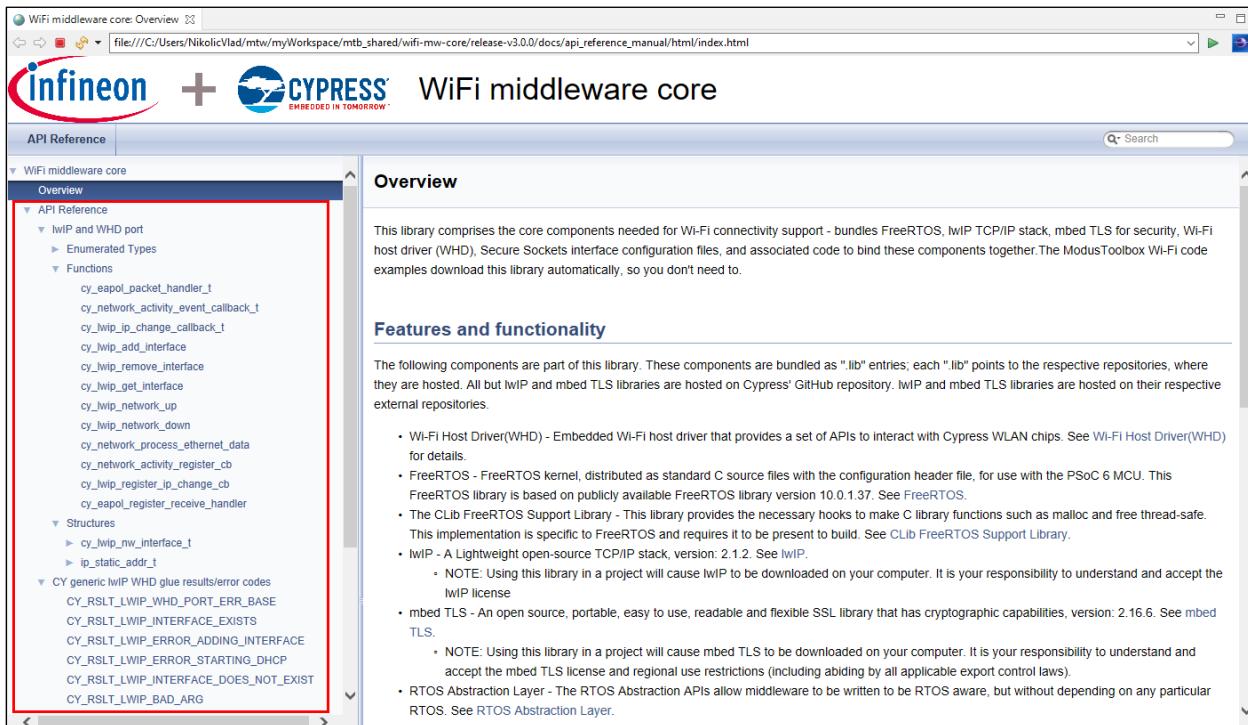 WiFi middleware core: Overview
file:///C:/Users/NikolicVlad/mtw/myWorkspace/mtb_shared/wifi-mw-core/release-v3.0.0/docs/api_reference_manual/html/index.html
infineon + CYPRESS WiFi middleware core
EMBEDDED IN TOMORROW
API Reference
Search
WiFi middleware core
Overview
API Reference
lwIP and WHD port
Enumerated Types
Functions
cy_eapol_packet_handler_t
cy_network_activity_event_callback_t
cy_lwip_ip_change_callback_t
cy_lwip_add_interface
cy_lwip_remove_interface
cy_lwip_get_interface
cy_lwip_network_up
cy_lwip_network_down
cy_network_process_ethernet_data
cy_network_activity_register_cb
cy_lwip_register_ip_change_cb
cy_eapol_register_receive_handler
Structures
cy_lwip_nw_interface_t
ip_static_addr_t
CY generic lwIP WHD glue results/error codes
CY_RSLT_LWIP_WHD_PORT_ERR_BASE
CY_RSLT_LWIP_INTERFACE_EXISTS
CY_RSLT_LWIP_ERROR_ADDING_INTERFACE
CY_RSLT_LWIP_ERROR_STARTING_DHCP
CY_RSLT_LWIP_INTERFACE_DOES_NOT_EXIST
CY_RSLT_LWIP_BAD_ARG
Overview
This library comprises the core components needed for Wi-Fi connectivity support - bundles FreeRTOS, lwIP TCP/IP stack, mbed TLS for security, Wi-Fi
host driver (WHD), Secure Sockets interface configuration files, and associated code to bind these components together.The ModusToolbox Wi-Fi code
examples download this library automatically, so you don't need to.
Features and functionality
The following components are part of this library. These components are bundled as ".lib" entries; each ".lib" points to the respective repositories, where
they are hosted. All but lwIP and mbed TLS libraries are hosted on Cypress' GitHub repository. lwIP and mbed TLS libraries are hosted on their respective
external repositories.
• Wi-Fi Host Driver(WHD) - Embedded Wi-Fi host driver that provides a set of APIs to interact with Cypress WLAN chips. See Wi-Fi Host Driver(WHD)
for details.
• FreeRTOS - FreeRTOS kernel, distributed as standard C source files with the configuration header file, for use with the PSoC 6 MCU. This
FreeRTOS library is based on publicly available FreeRTOS library version 10.0.1.37. See FreeRTOS.
• The CLib FreeRTOS Support Library - This library provides the necessary hooks to make C library functions such as malloc and free thread-safe.
This implementation is specific to FreeRTOS and requires it to be present to build. See CLib FreeRTOS Support Library.
• lwIP - A Lightweight open-source TCP/IP stack, version: 2.1.2. See lwIP.
◦ NOTE: Using this library in a project will cause lwIP to be downloaded on your computer. It is your responsibility to understand and accept the
lwIP license
• mbed TLS - An open source, portable, easy to use, readable and flexible SSL library that has cryptographic capabilities, version: 2.16.6. See mbed
TLS.
◦ NOTE: Using this library in a project will cause mbed TLS to be downloaded on your computer. It is your responsibility to understand and
accept the mbed TLS license and regional use restrictions (including abiding by all applicable export control laws).
• RTOS Abstraction Layer - The RTOS Abstraction APIs allow middleware to be written to be RTOS aware, but without depending on any particular
RTOS. See RTOS Abstraction Layer.